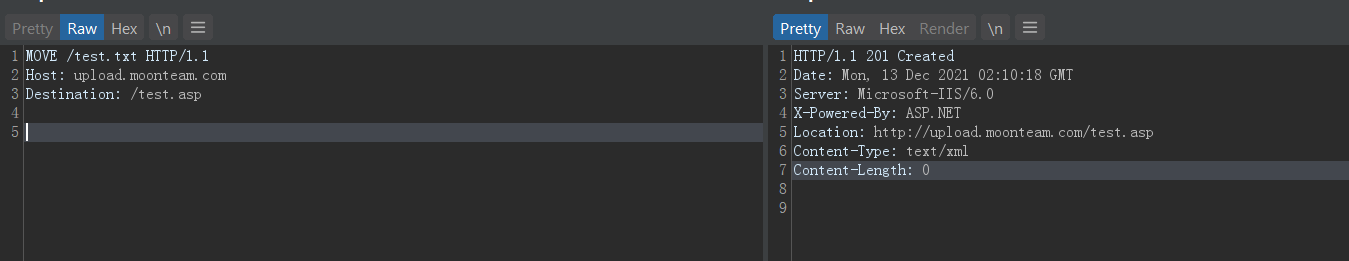 Pretty Raw Hex \n
1 MOVE /test.txt HTTP/1.1
2 Host: upload.moonteam.com
3 Destination: /test.asp
4
5
Pretty Raw Hex Render \n
1 HTTP/1.1 201 Created
2 Date: Mon, 13 Dec 2021 02:10:18 GMT
3 Server: Microsoft-IIS/6.0
4 X-Powered-By: ASP.NET
5 Location: http://upload.moonteam.com/test.asp
6 Content-Type: text/xml
7 Content-Length: 0
8
9